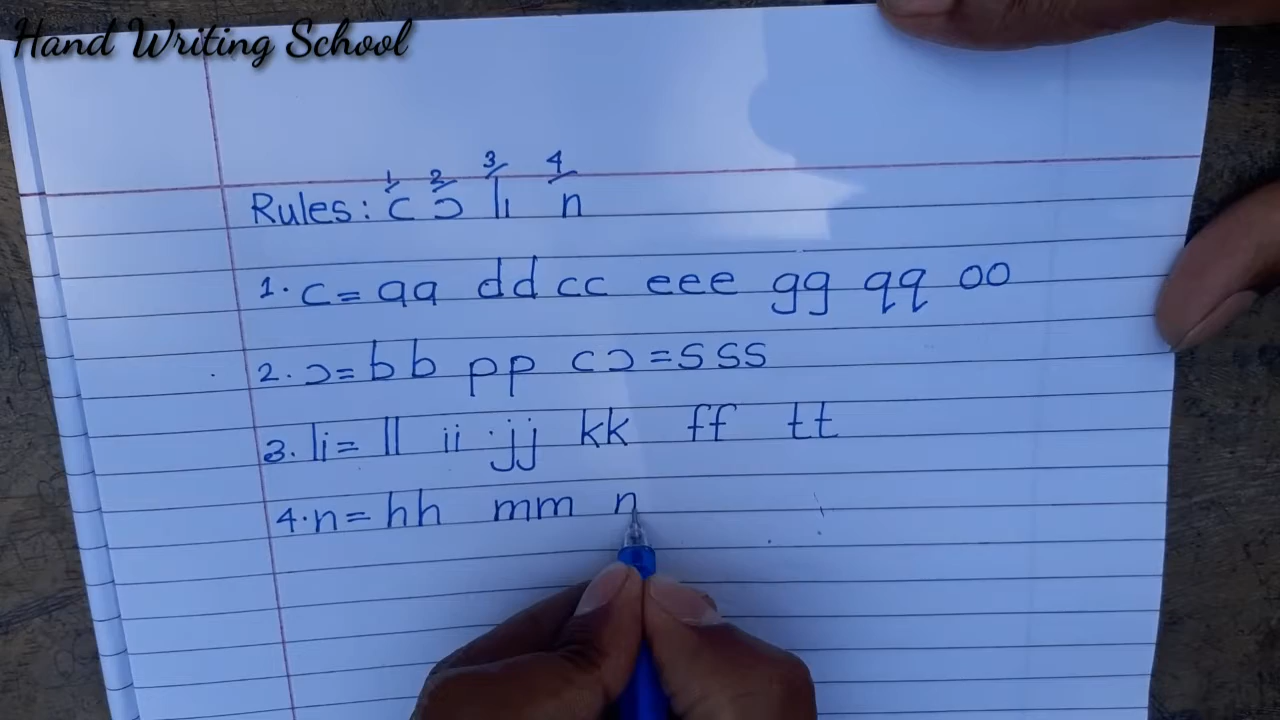 Hand Writing School
1 2 3 4
Rules: c ɔ li n
1. c = aa dd cc eee gg qq oo
2. ɔ = bb pp c ɔ = sss
3. li = ll ii jj kk ff tt
4. n = hh mm n